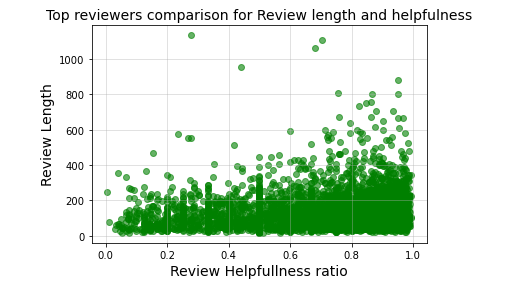 Top reviewers comparison for Review length and helpfulness
Review Length
1000
800
600
400
200
0
0.0 0.2 0.4 0.6 0.8 1.0
Review Helpfullness ratio